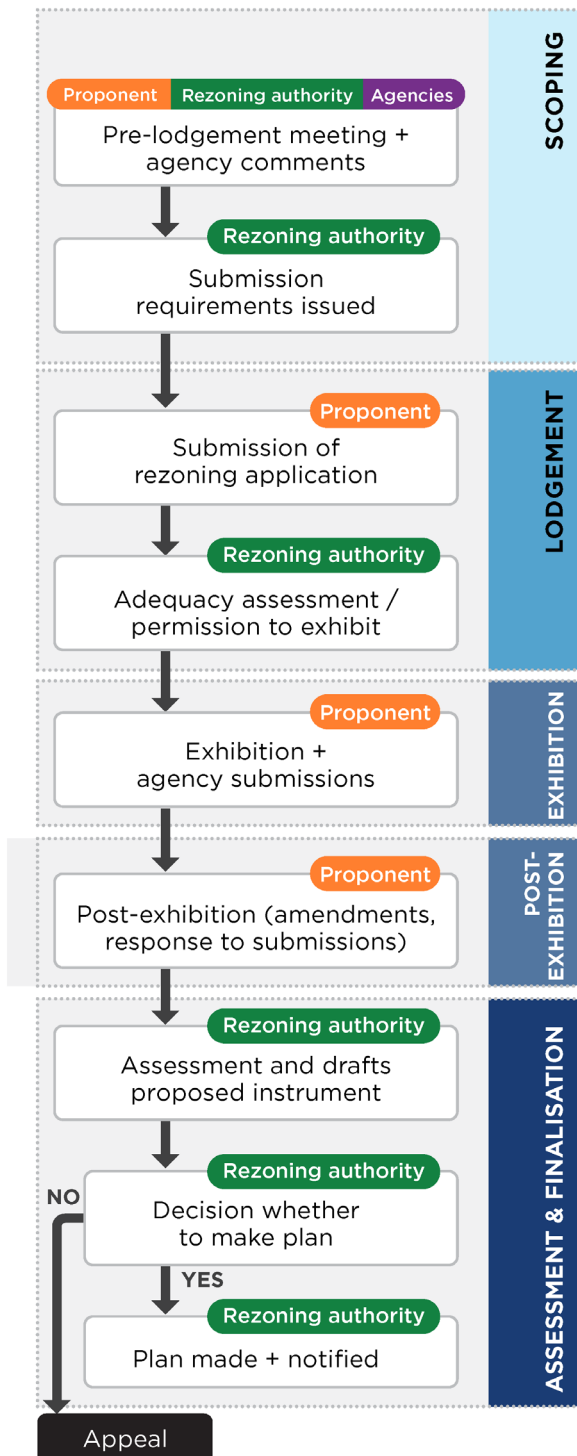 SCOPING
Proponent Rezoning authority Agencies
Pre-lodgement meeting +
agency comments
Rezoning authority
Submission
requirements issued
LODGEMENT
Proponent
Submission of
rezoning application
Rezoning authority
Adequacy assessment /
permission to exhibit
EXHIBITION
Proponent
Exhibition +
agency submissions
POST-
EXHIBITION
Proponent
Post-exhibition (amendments,
response to submissions)
ASSESSMENT & FINALISATION
Rezoning authority
Assessment and drafts
proposed instrument
Rezoning authority
NO
Decision whether
to make plan
YES
Rezoning authority
Plan made + notified
Appeal